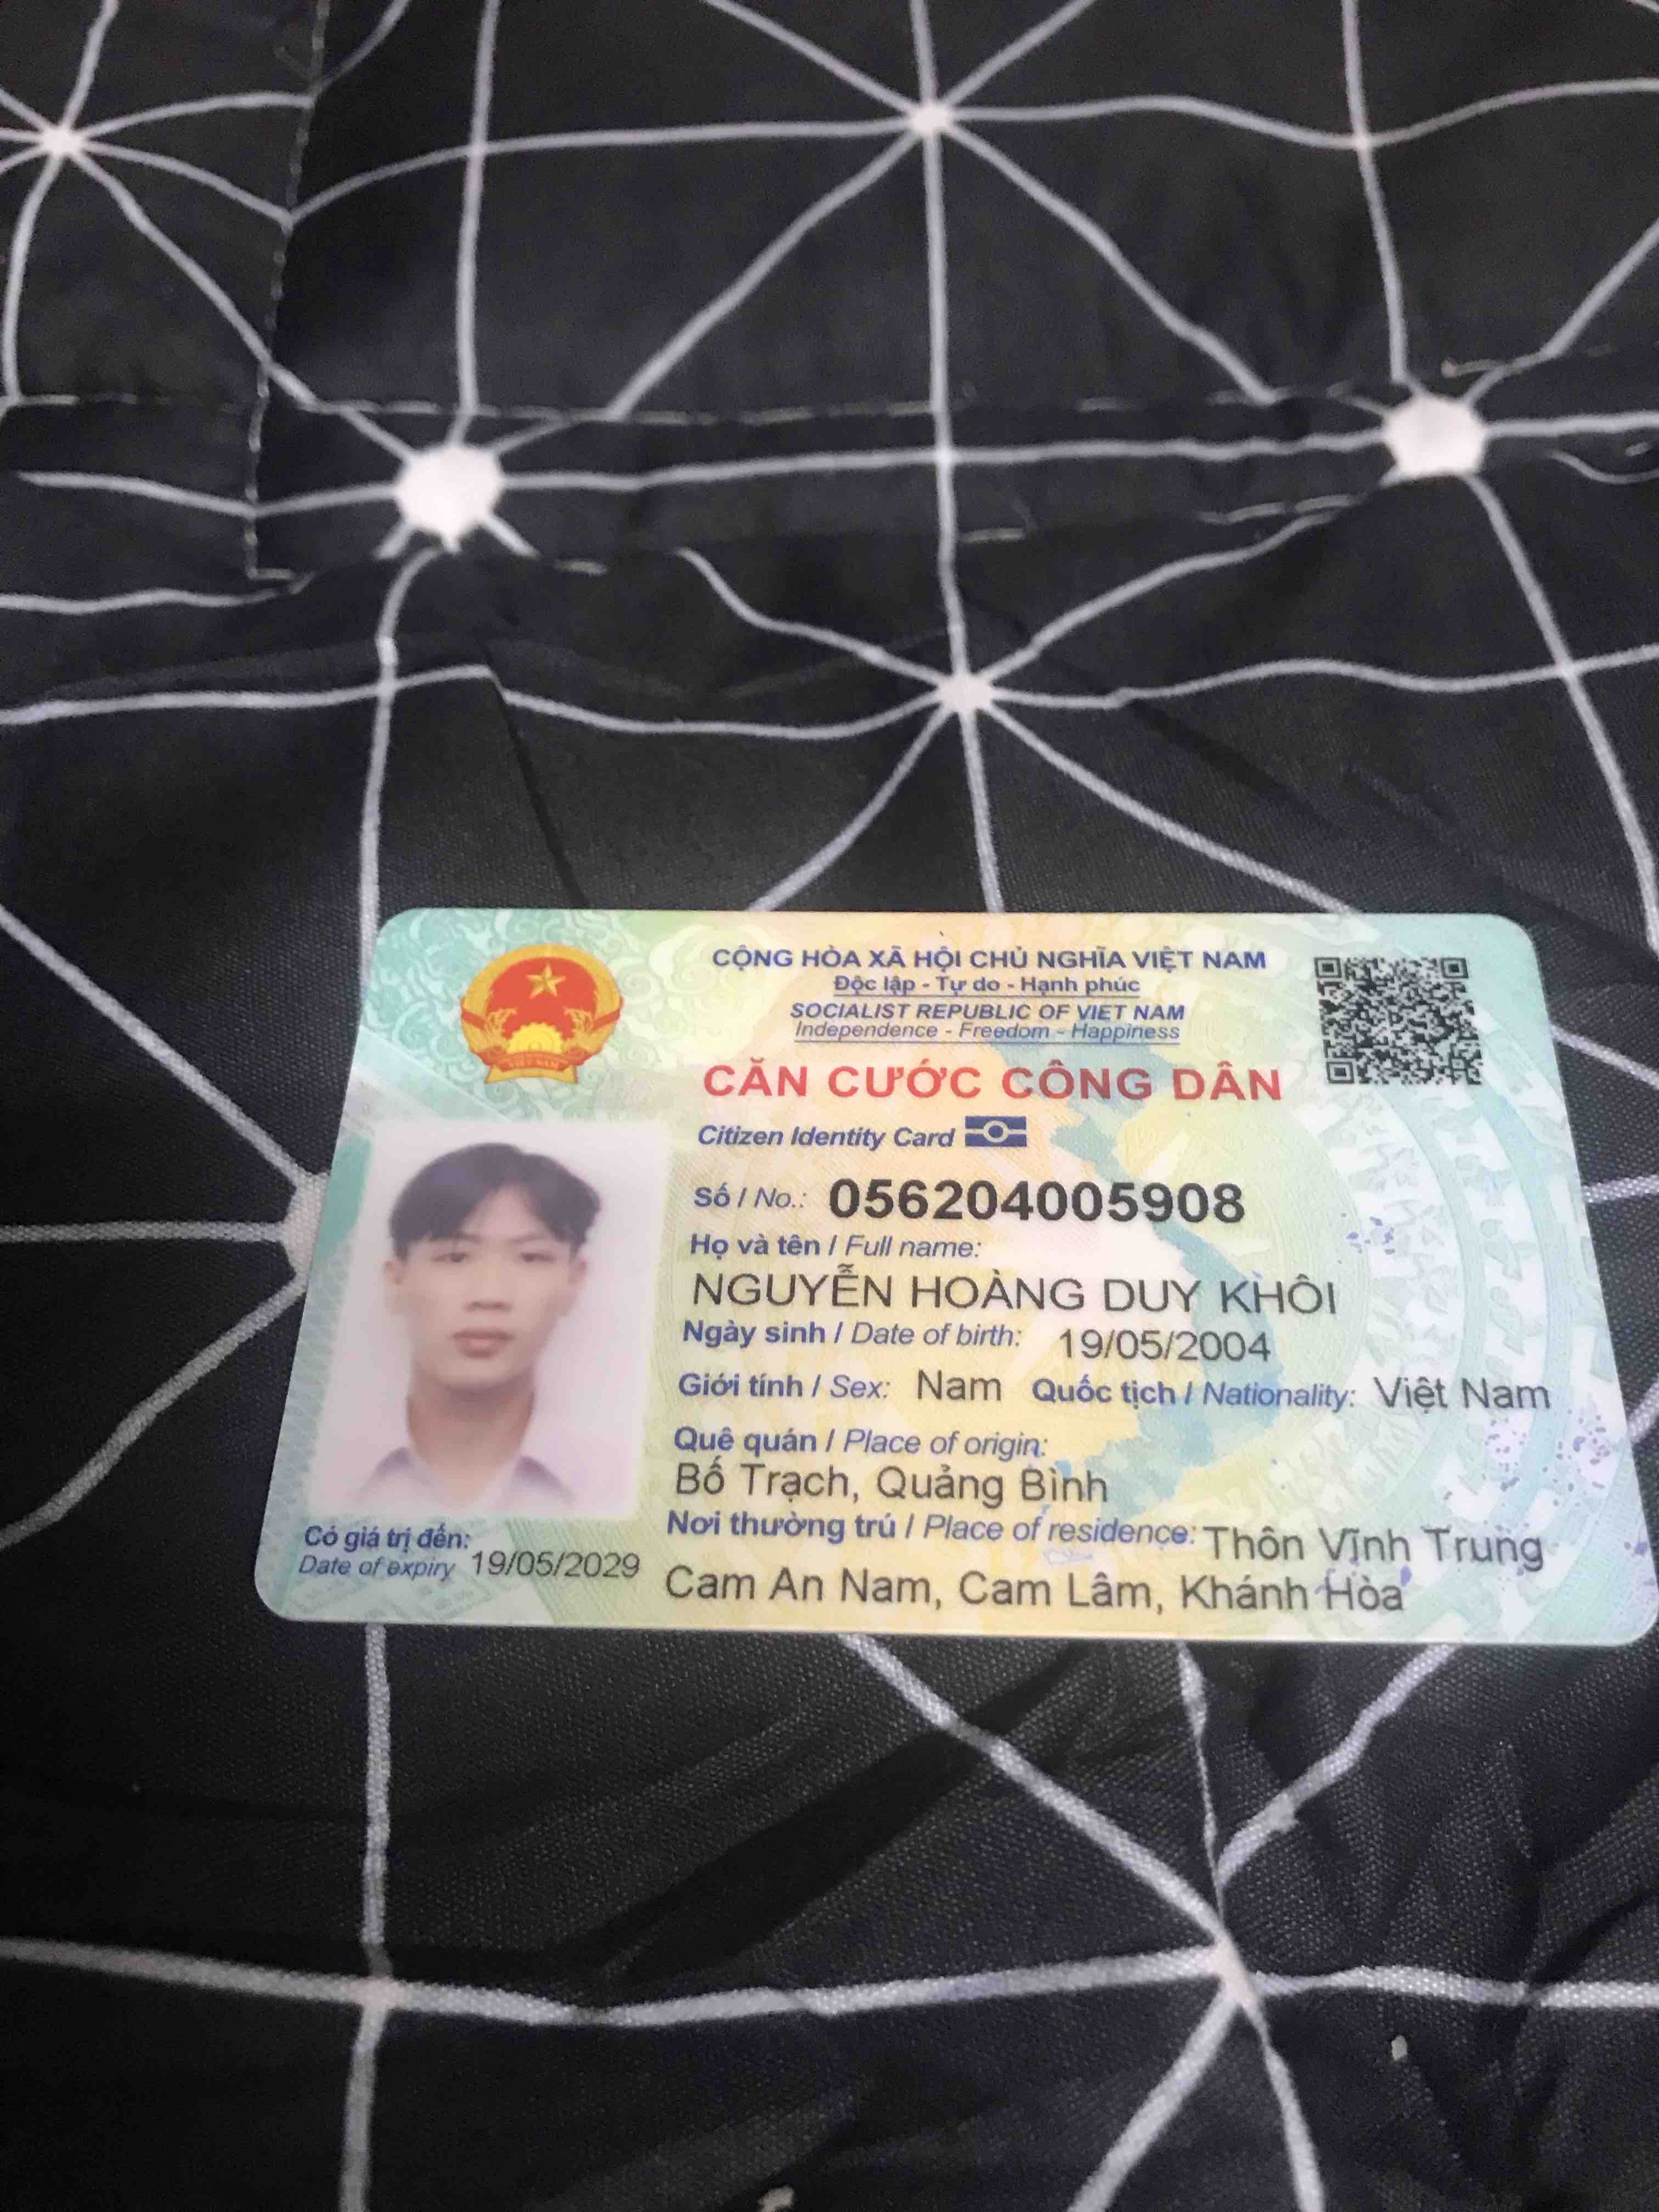 CỘNG HÒA XÃ HỘI CHỦ NGHĨA VIỆT NAM
Độc lập - Tự do - Hạnh phúc
SOCIALIST REPUBLIC OF VIET NAM
Independence - Freedom - Happiness
CĂN CƯỚC CÔNG DÂN
Citizen Identity Card
Số / No.: 056204005908
Họ và tên / Full name:
NGUYỄN HOÀNG DUY KHÔI
Ngày sinh / Date of birth: 19/05/2004
Giới tính / Sex: Nam Quốc tịch / Nationality: Việt Nam
Quê quán / Place of origin:
Bố Trạch, Quảng Bình
Nơi thường trú / Place of residence: Thôn Vĩnh Trung
Cam An Nam, Cam Lâm, Khánh Hòa
Có giá trị đến:
Date of expiry 19/05/2029